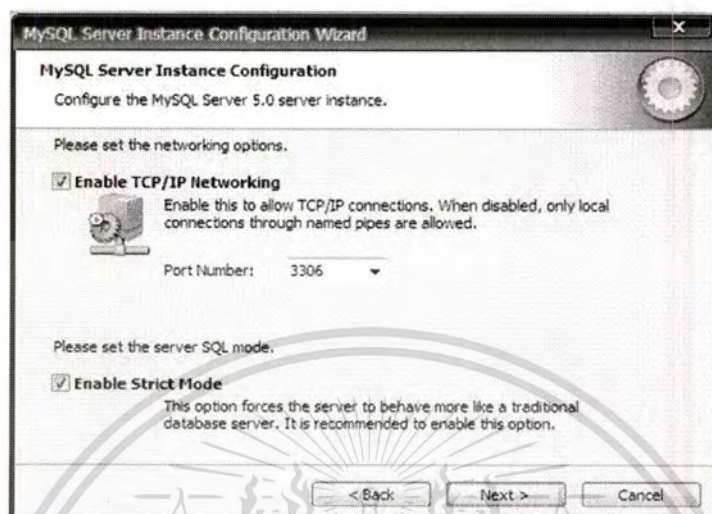 MySQL Server Instance Configuration Wizard
MySQL Server Instance Configuration
Configure the MySQL Server 5.0 server instance.
Please set the networking options.
Enable TCP/IP Networking
Enable this to allow TCP/IP connections. When disabled, only local
connections through named pipes are allowed.
Port Number: 3306
Please set the server SQL mode.
Enable Strict Mode
This option forces the server to behave more like a traditional
database server. It is recommended to enable this option.
< Back Next > Cancel